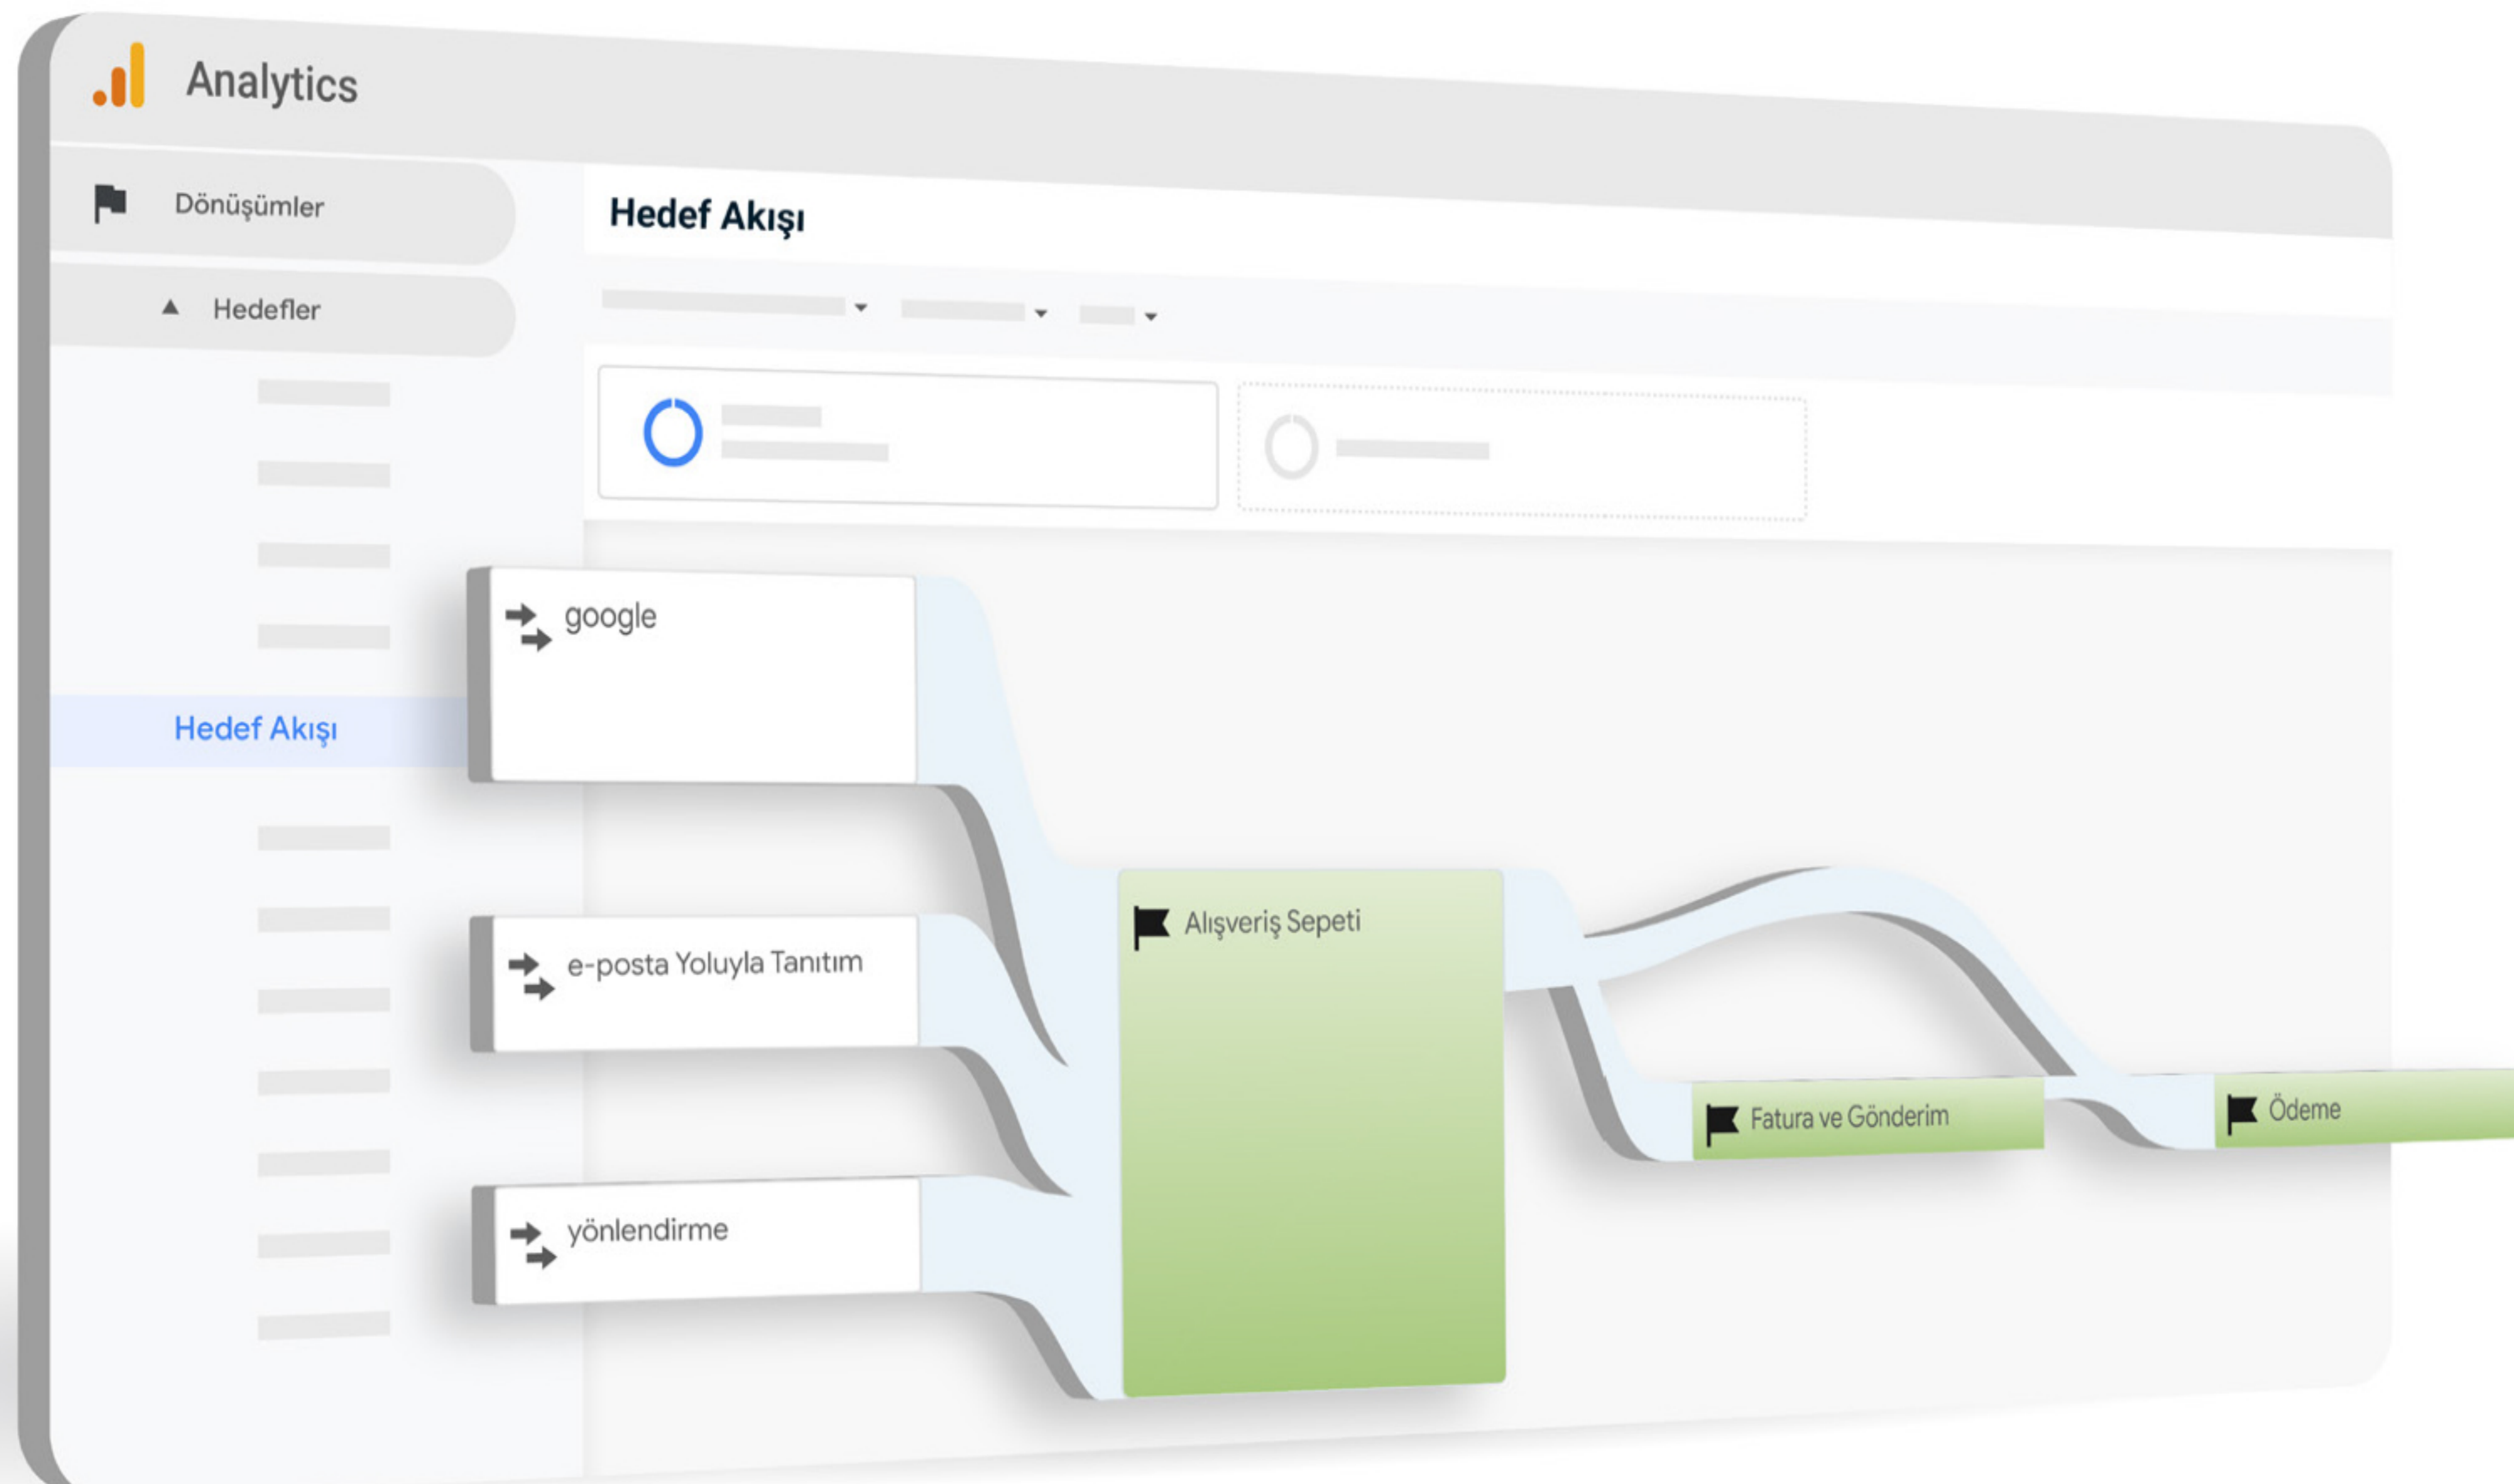 Analytics
Dönüşümler
Hedefler
Hedef Akışı
Hedef Akışı
google
e-posta Yoluyla Tanıtım
yönlendirme
Alışveriş Sepeti
Fatura ve Gönderim
Ödeme